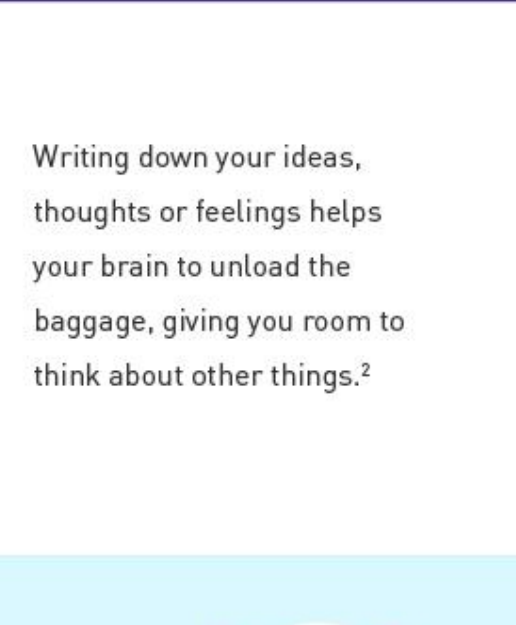 Writing down your ideas,
thoughts or feelings helps
your brain to unload the
baggage, giving you room to
think about other things.²